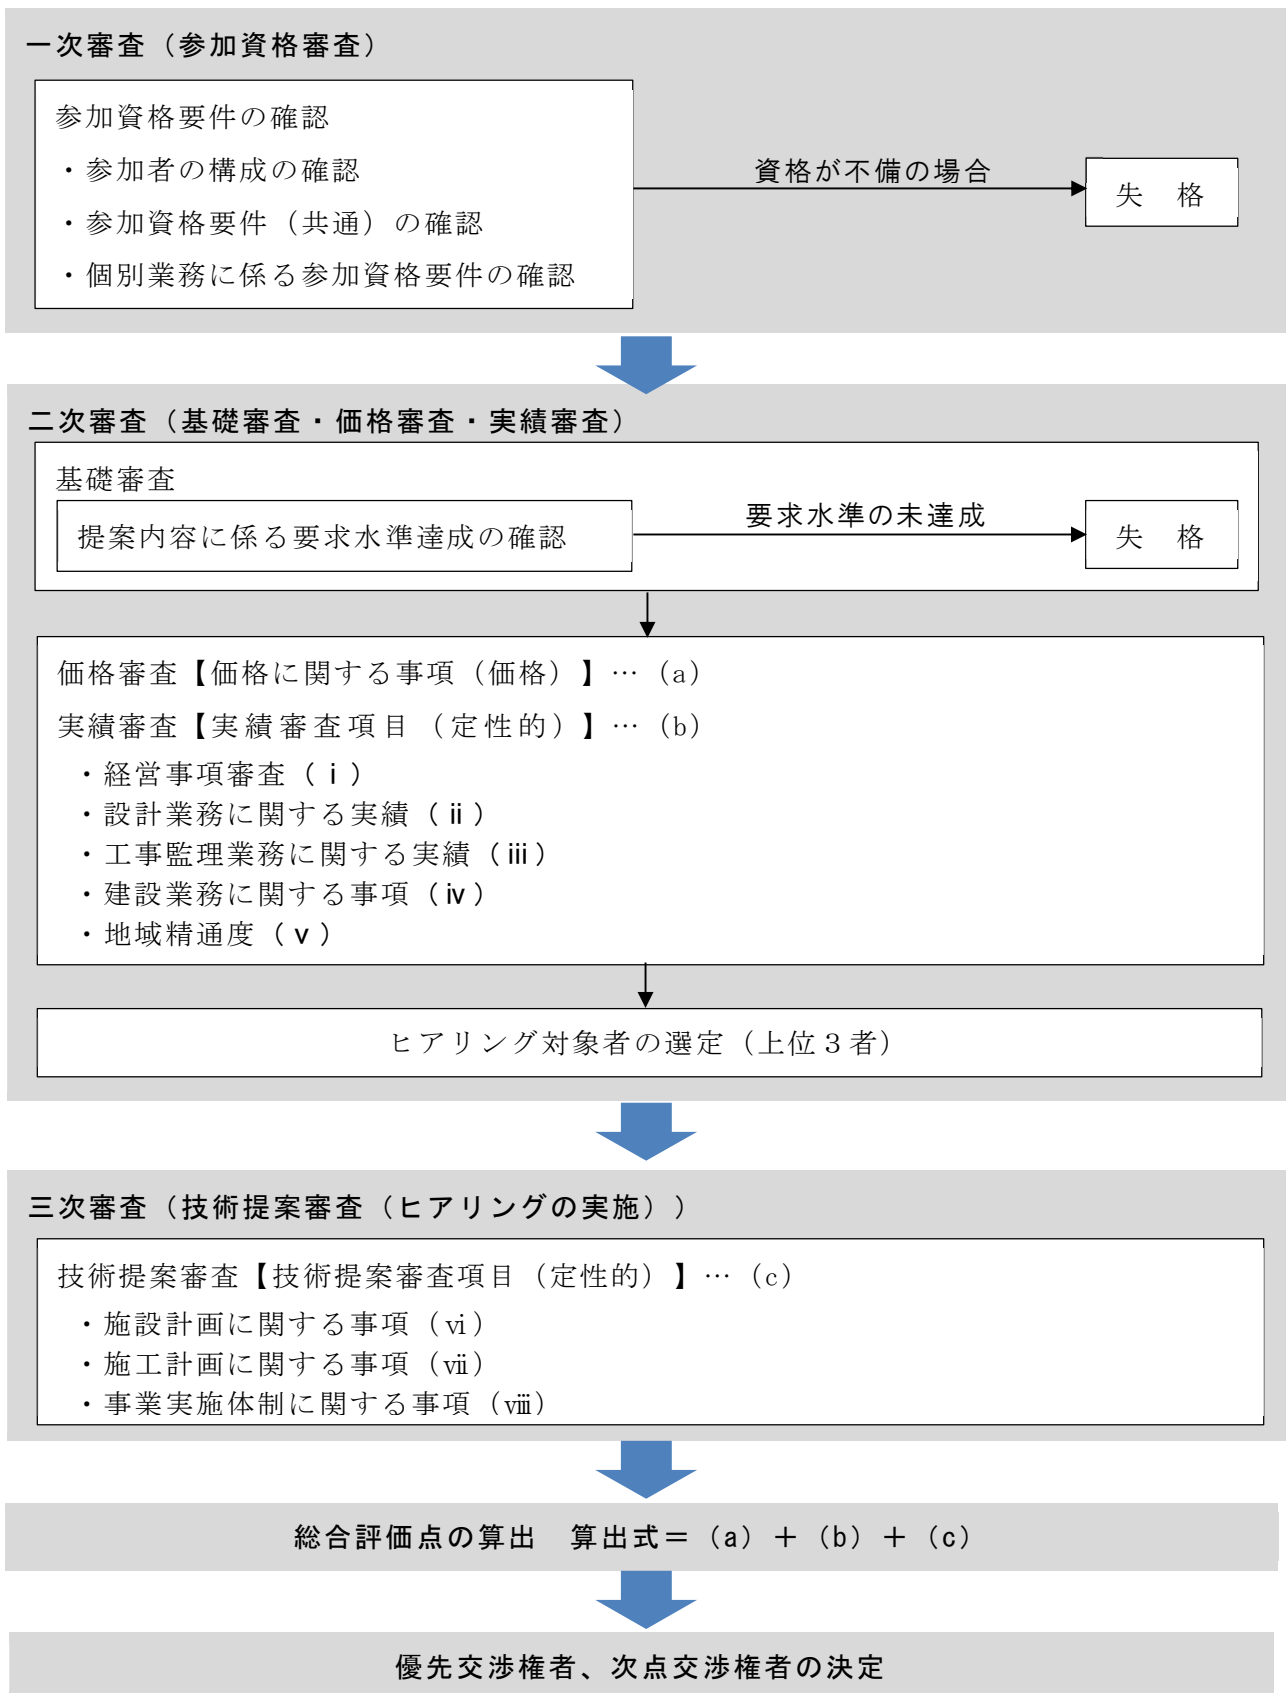 一次審査（参加資格審査）
参加資格要件の確認
・参加者の構成の確認
・参加資格要件（共通）の確認
・個別業務に係る参加資格要件の確認
資格が不備の場合
失　格
二次審査（基礎審査・価格審査・実績審査）
基礎審査
提案内容に係る要求水準達成の確認
要求水準の未達成
失　格
価格審査【価格に関する事項（価格）】…（a）
実績審査【実績審査項目（定性的）】…（b）
・経営事項審査（ⅰ）
・設計業務に関する実績（ⅱ）
・工事監理業務に関する実績（ⅲ）
・建設業務に関する事項（ⅳ）
・地域精通度（ⅴ）
ヒアリング対象者の選定（上位３者）
三次審査（技術提案審査（ヒアリングの実施））
技術提案審査【技術提案審査項目（定性的）】…（c）
・施設計画に関する事項（ⅵ）
・施工計画に関する事項（ⅶ）
・事業実施体制に関する事項（ⅷ）
総合評価点の算出　算出式＝（a）＋（b）＋（c）
優先交渉権者、次点交渉権者の決定